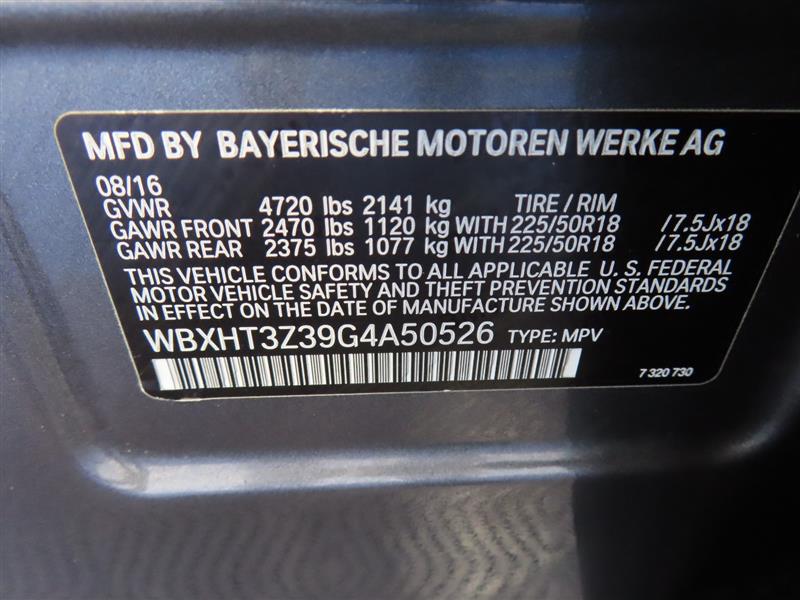 MFD BY BAYERISCHE MOTOREN WERKE AG
08/16
GVWR 4720 lbs 2141 kg TIRE / RIM
GAWR FRONT 2470 lbs 1120 kg WITH 225/50R18 /7.5Jx18
GAWR REAR 2375 lbs 1077 kg WITH 225/50R18 /7.5Jx18
THIS VEHICLE CONFORMS TO ALL APPLICABLE U. S. FEDERAL
MOTOR VEHICLE SAFETY AND THEFT PREVENTION STANDARDS
IN EFFECT ON THE DATE OF MANUFACTURE SHOWN ABOVE.
WBXHT3Z39G4A50526 TYPE: MPV
7 320 730